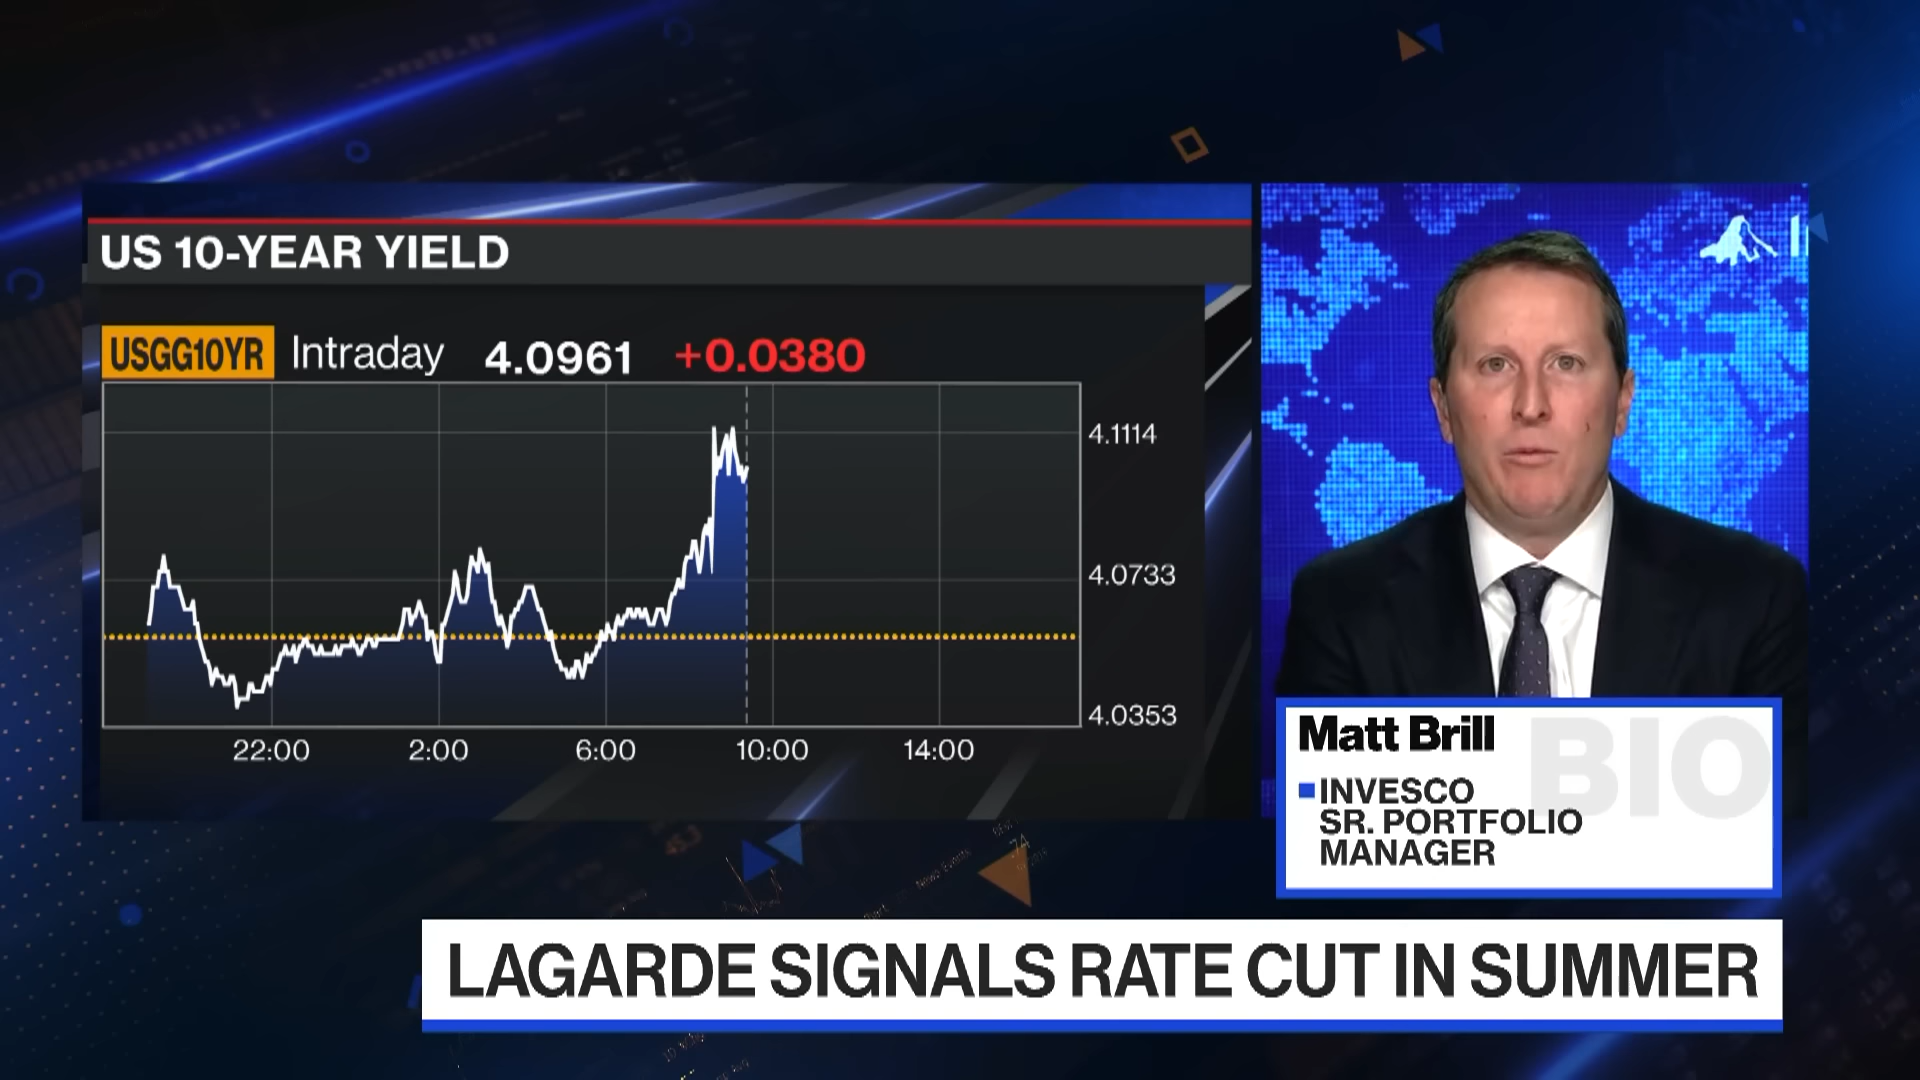 US 10-YEAR YIELD
USGG10YR Intraday 4.0961 +0.0380
4.1114
4.0733
4.0353
22:00 2:00 6:00 10:00 14:00
Matt Brill
BIO
INVESCO
SR. PORTFOLIO
MANAGER
LAGARDE SIGNALS RATE CUT IN SUMMER